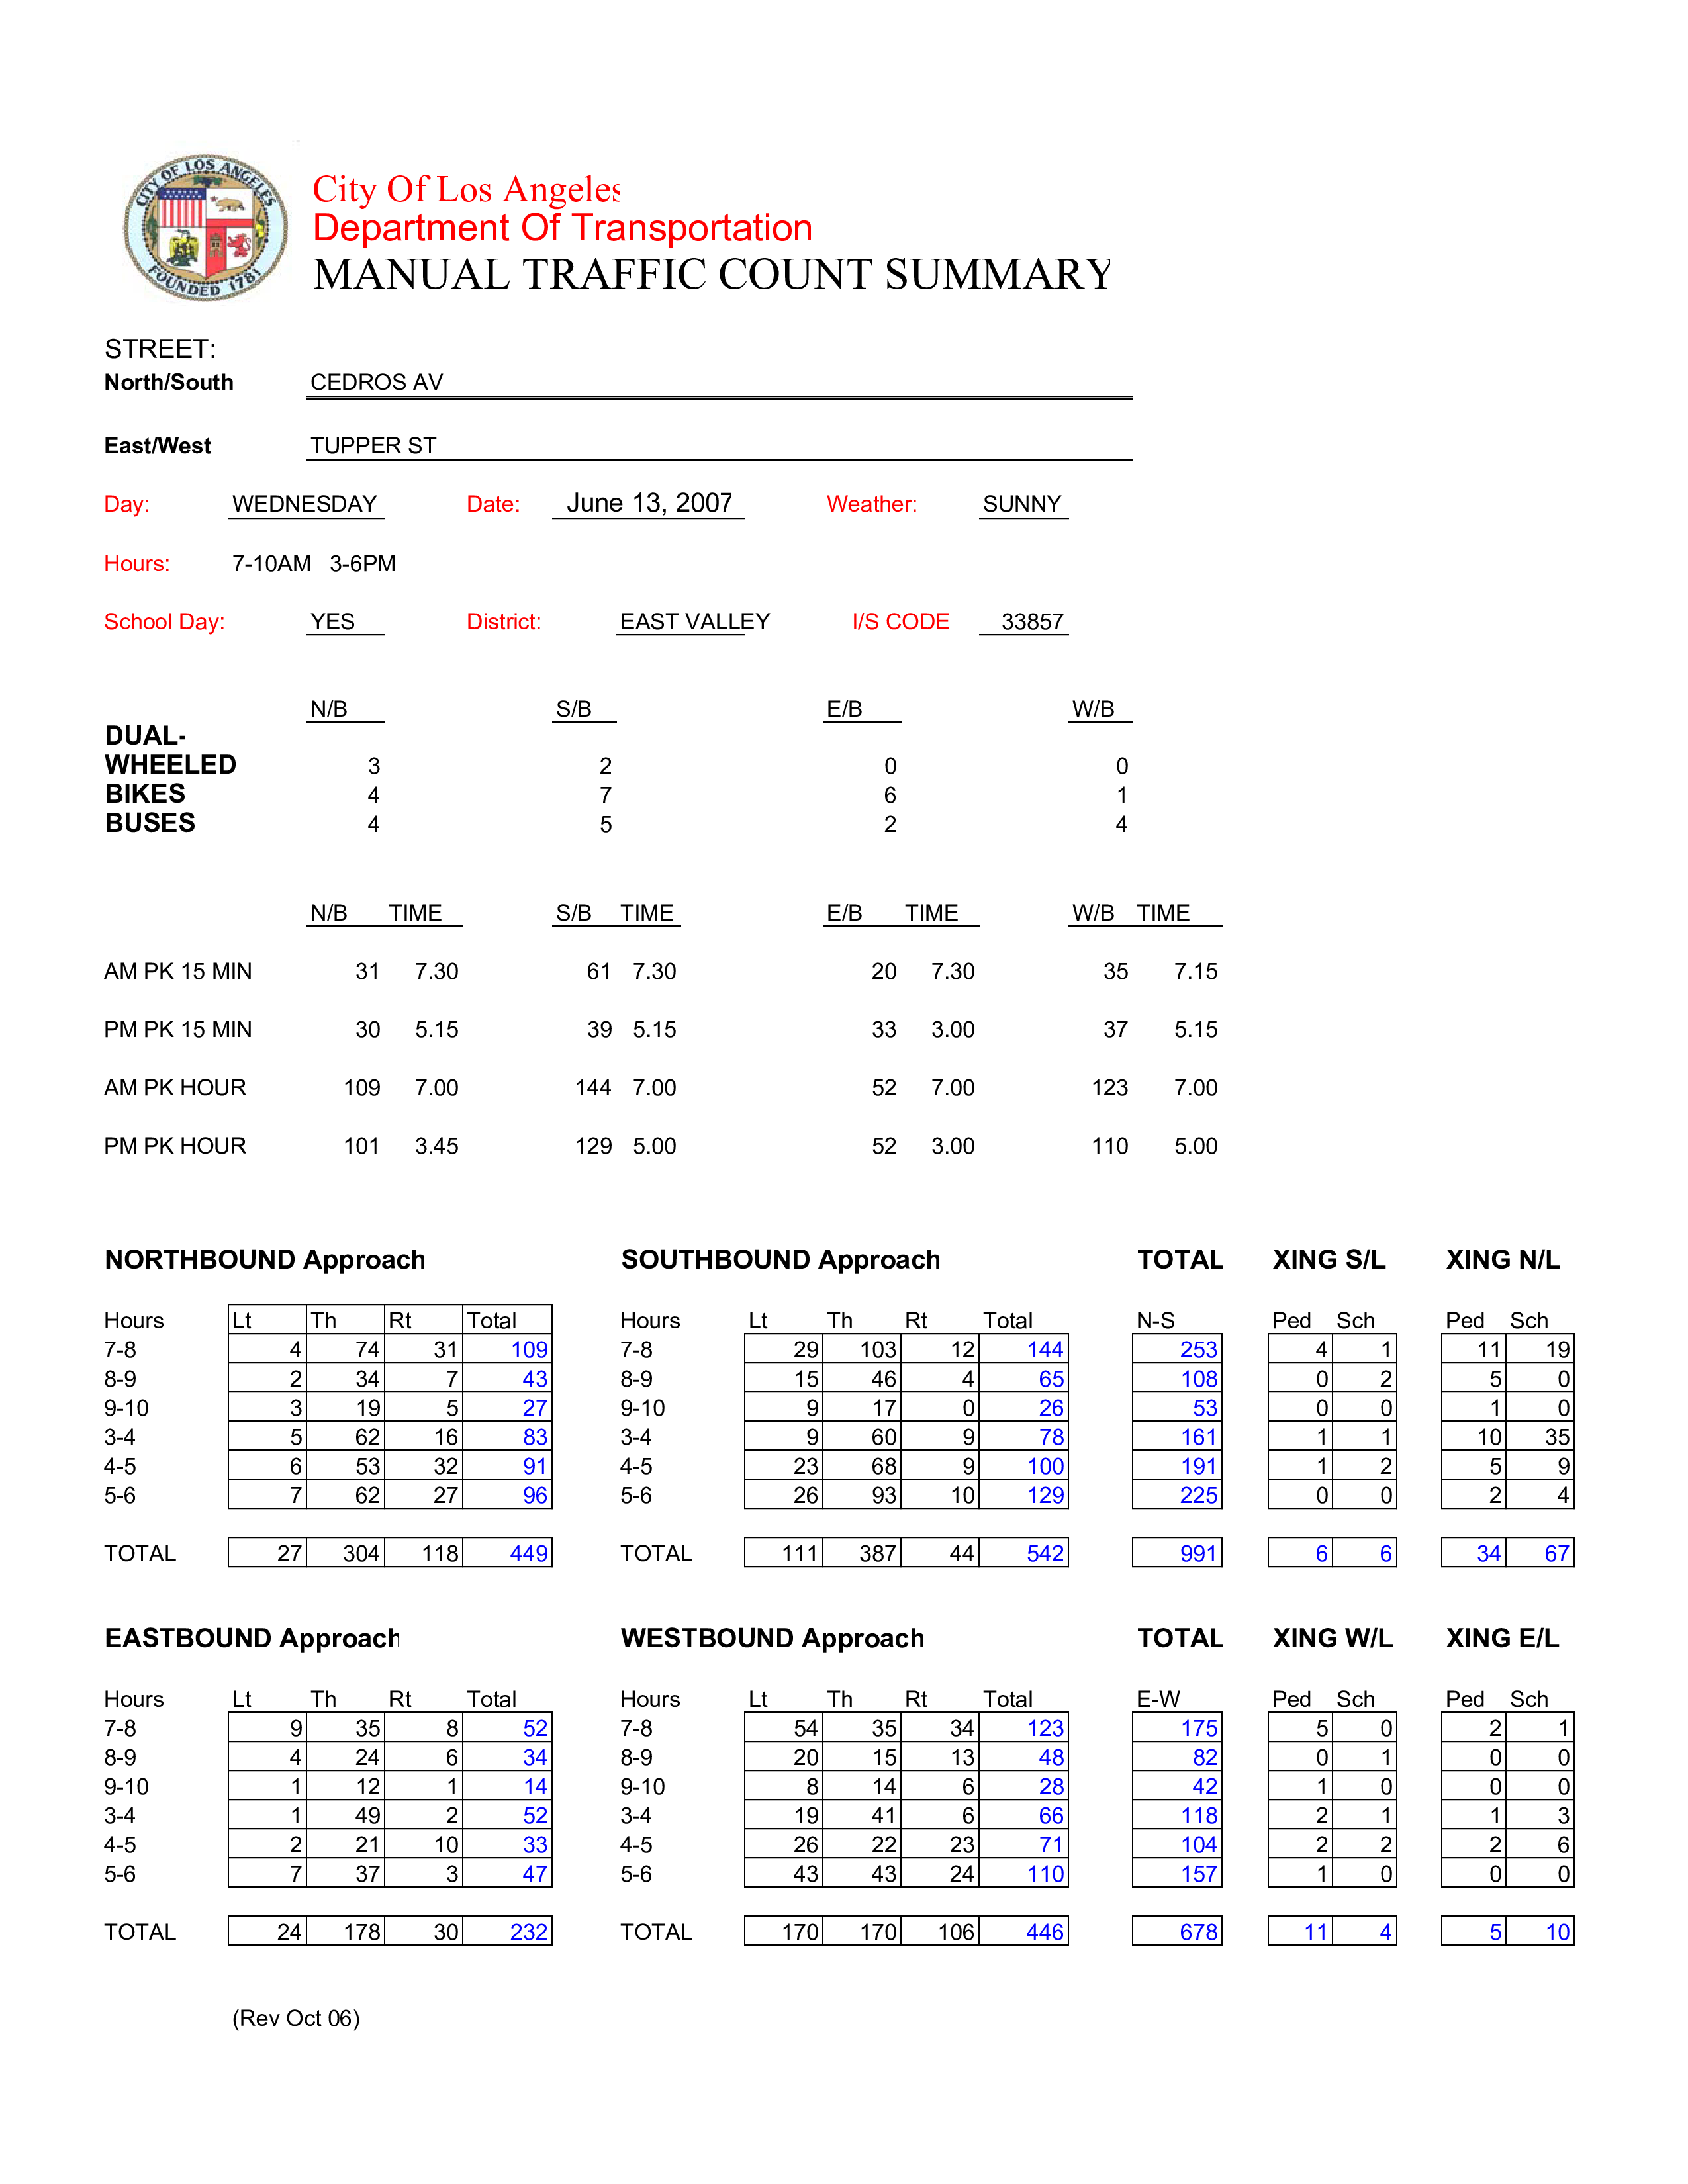 CITY OF LOS ANGELES
FOUNDED 1781
City Of Los Angeles
Department Of Transportation
MANUAL TRAFFIC COUNT SUMMARY
STREET:
North/South CEDROS AV
East/West TUPPER ST
Day: WEDNESDAY Date: June 13, 2007 Weather: SUNNY
Hours: 7-10AM 3-6PM
School Day: YES District: EAST VALLEY I/S CODE 33857
N/B S/B E/B W/B
DUAL-
WHEELED 3 2 0 0
BIKES 4 7 6 1
BUSES 4 5 2 4
N/B TIME S/B TIME E/B TIME W/B TIME
AM PK 15 MIN 31 7.30 61 7.30 20 7.30 35 7.15
PM PK 15 MIN 30 5.15 39 5.15 33 3.00 37 5.15
AM PK HOUR 109 7.00 144 7.00 52 7.00 123 7.00
PM PK HOUR 101 3.45 129 5.00 52 3.00 110 5.00
NORTHBOUND Approach SOUTHBOUND Approach TOTAL XING S/L XING N/L
Hours Lt Th Rt Total Hours Lt Th Rt Total N-S Ped Sch Ped Sch
7-8 4 74 31 109 7-8 29 103 12 144 253 4 1 11 19
8-9 2 34 7 43 8-9 15 46 4 65 108 0 2 5 0
9-10 3 19 5 27 9-10 9 17 0 26 53 0 0 1 0
3-4 5 62 16 83 3-4 9 60 9 78 161 1 1 10 35
4-5 6 53 32 91 4-5 23 68 9 100 191 1 2 5 9
5-6 7 62 27 96 5-6 26 93 10 129 225 0 0 2 4
TOTAL 27 304 118 449 TOTAL 111 387 44 542 991 6 6 34 67
EASTBOUND Approach WESTBOUND Approach TOTAL XING W/L XING E/L
Hours Lt Th Rt Total Hours Lt Th Rt Total E-W Ped Sch Ped Sch
7-8 9 35 8 52 7-8 54 35 34 123 175 5 0 2 1
8-9 4 24 6 34 8-9 20 15 13 48 82 0 1 0 0
9-10 1 12 1 14 9-10 8 14 6 28 42 1 0 0 0
3-4 1 49 2 52 3-4 19 41 6 66 118 2 1 1 3
4-5 2 21 10 33 4-5 26 22 23 71 104 2 2 2 6
5-6 7 37 3 47 5-6 43 43 24 110 157 1 0 0 0
TOTAL 24 178 30 232 TOTAL 170 170 106 446 678 11 4 5 10
(Rev Oct 06)